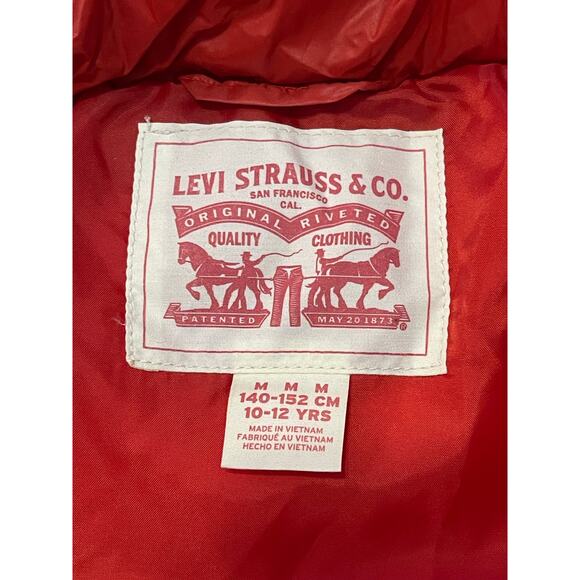 LEVI STRAUSS & CO.
SAN FRANCISCO
CAL.
ORIGINAL RIVETED
QUALITY CLOTHING
PATENTED MAY 20 1873 ®
M M M
140-152 CM
10-12 YRS
MADE IN VIETNAM
FABRIQUÉ AU VIETNAM
HECHO EN VIETNAM